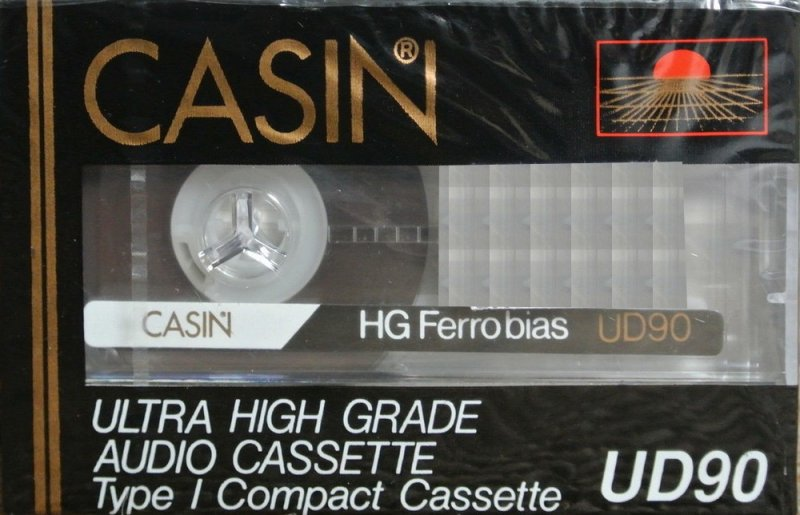 CASIN®
CASIN
HG Ferrobias UD90
ULTRA HIGH GRADE
AUDIO CASSETTE
Type I Compact Cassette
UD90